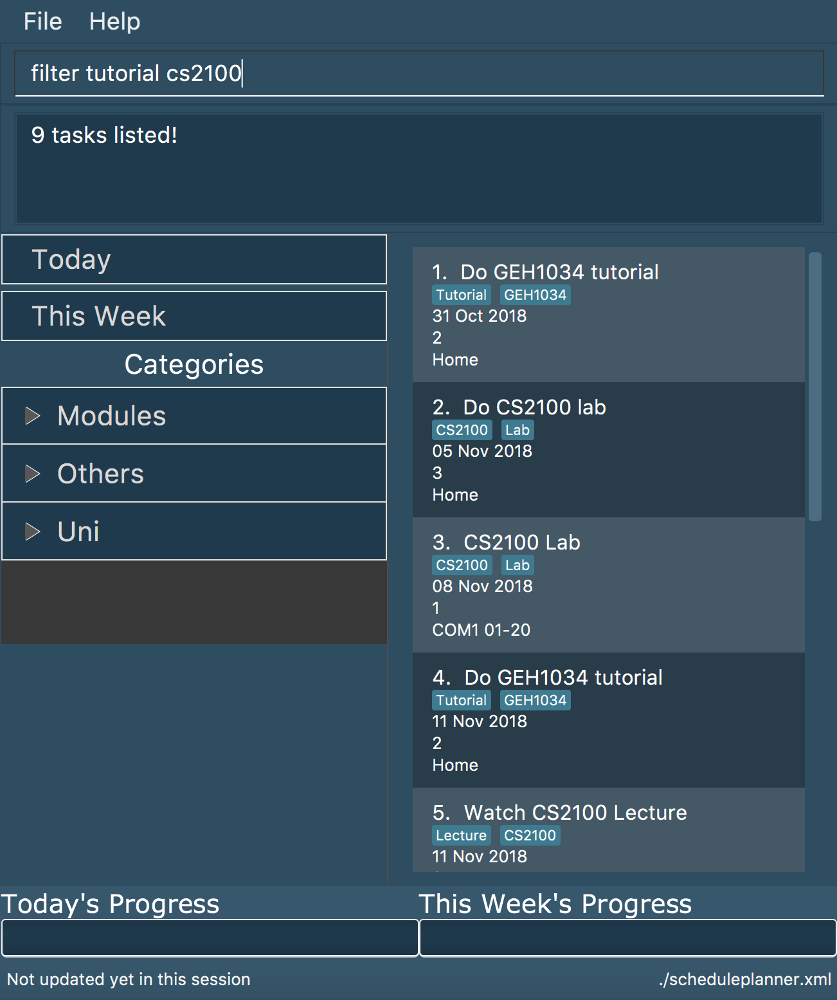 File Help
filter tutorial cs2100
9 tasks listed!
Today
This Week
Categories
Modules
Others
Uni
1. Do GEH1034 tutorial
Tutorial GEH1034
31 Oct 2018
2
Home
2. Do CS2100 lab
CS2100 Lab
05 Nov 2018
3
Home
3. CS2100 Lab
CS2100 Lab
08 Nov 2018
1
COM1 01-20
4. Do GEH1034 tutorial
Tutorial GEH1034
11 Nov 2018
2
Home
5. Watch CS2100 Lecture
Lecture CS2100
11 Nov 2018
Today's Progress
This Week's Progress
Not updated yet in this session
./scheduleplanner.xml